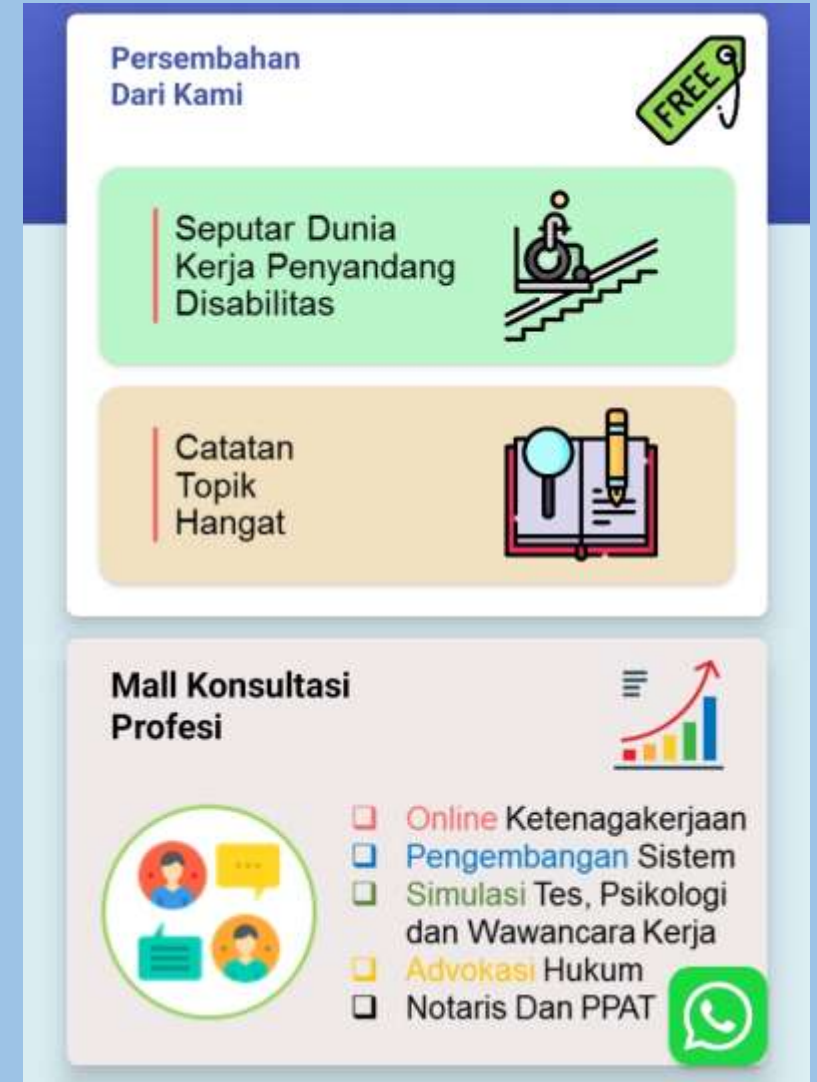 Persembahan
Dari Kami
FREE
Seputar Dunia
Kerja Penyandang
Disabilitas
Catatan
Topik
Hangat
Mall Konsultasi
Profesi
Online Ketenagakerjaan
Pengembangan Sistem
Simulasi Tes, Psikologi
dan Wawancara Kerja
Advokasi Hukum
Notaris Dan PPAT